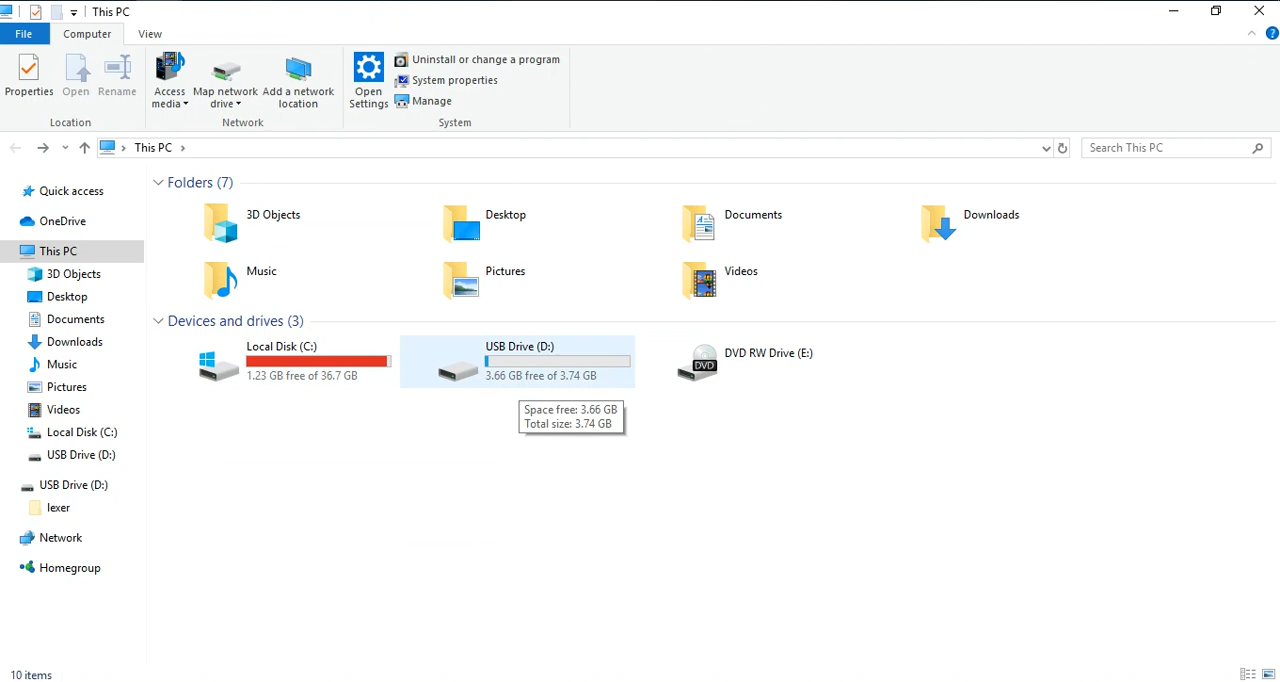 This PC
File
Computer
View
Properties
Open
Rename
Access
media
Map network
drive
Add a network
location
Open
Settings
Uninstall or change a program
System properties
Manage
Location
Network
System
This PC
Search This PC
Quick access
OneDrive
This PC
3D Objects
Desktop
Documents
Downloads
Music
Pictures
Videos
Local Disk (C:)
USB Drive (D:)
USB Drive (D:)
lexer
Network
Homegroup
Folders (7)
3D Objects
Desktop
Documents
Downloads
Music
Pictures
Videos
Devices and drives (3)
Local Disk (C:)
1.23 GB free of 36.7 GB
USB Drive (D:)
3.66 GB free of 3.74 GB
DVD
DVD RW Drive (E:)
Space free: 3.66 GB
Total size: 3.74 GB
10 items